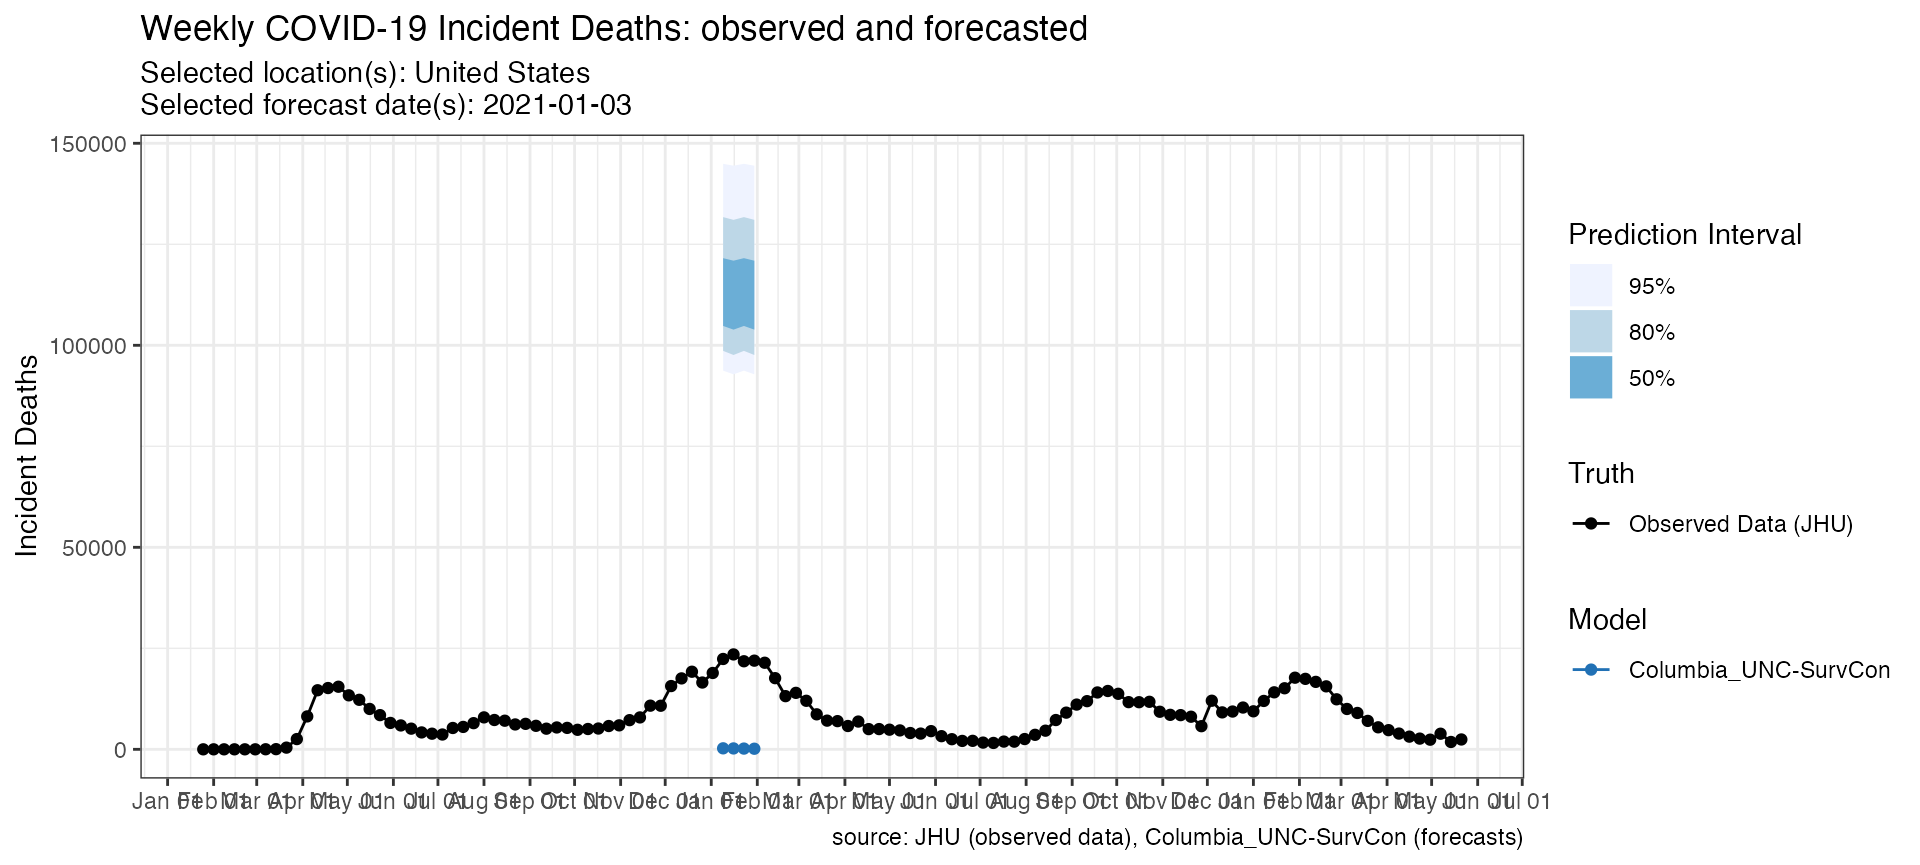 Weekly COVID-19 Incident Deaths: observed and forecasted
Selected location(s): United States
Selected forecast date(s): 2021-01-03
150000
100000
50000
0
Incident Deaths
Jan 01 Feb 01 Mar 01 Apr 01 May 01 Jun 01 Jul 01 Aug 01 Sep 01 Oct 01 Nov 01 Dec 01 Jan 01 Feb 01 Mar 01 Apr 01 May 01 Jun 01 Jul 01 Aug 01 Sep 01 Oct 01 Nov 01 Dec 01 Jan 01 Feb 01 Mar 01 Apr 01 May 01 Jun 01 Jul 01
Prediction Interval
95%
80%
50%
Truth
Observed Data (JHU)
Model
Columbia_UNC-SurvCon
source: JHU (observed data), Columbia_UNC-SurvCon (forecasts)